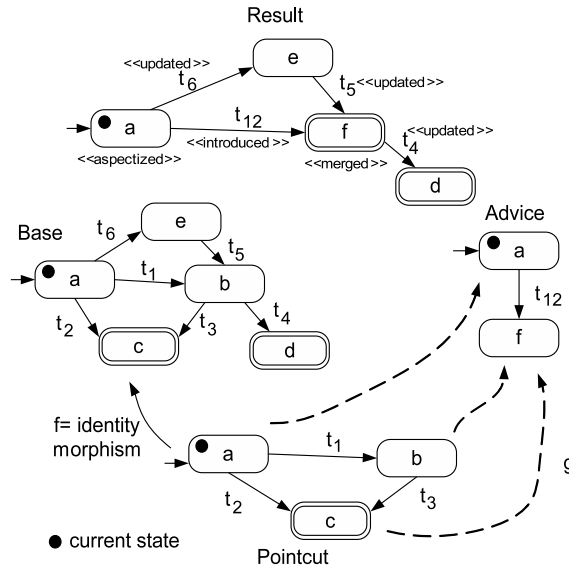 Result
e
<<updated>>
t6
t5 <<updated>>
a
t12
f
<<updated>>
t4
<<introduced>>
<<aspectized>>
<<merged>>
d
Base
Advice
e
t6
t5
a
a
t1
b
t12
t2
t3
t4
c
d
f
f= identity
morphism
a
t1
b
t2
t3
g
c
current state
Pointcut